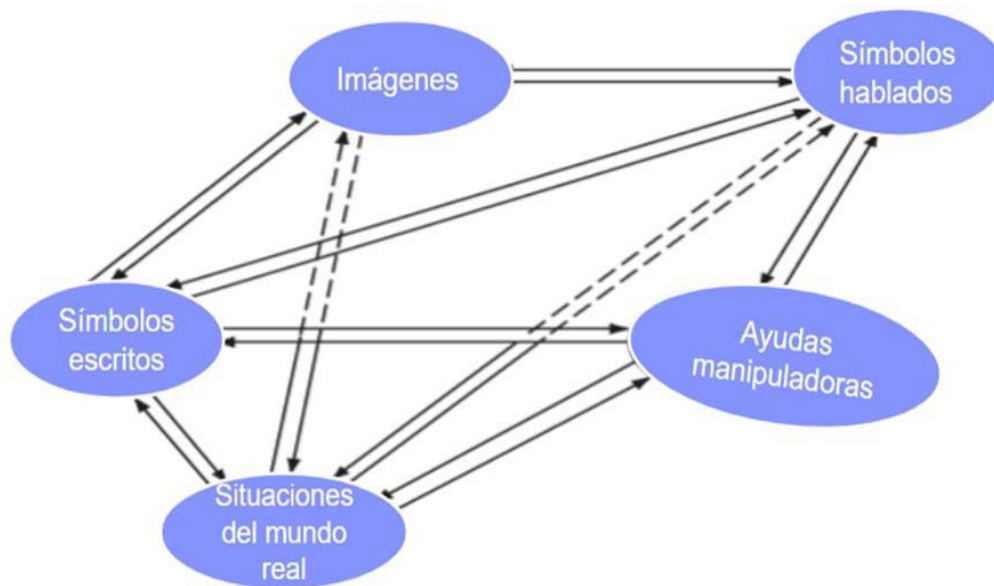 Imágenes
Símbolos
hablados
Símbolos
escritos
Ayudas
manipuladoras
Situaciones
del mundo
real